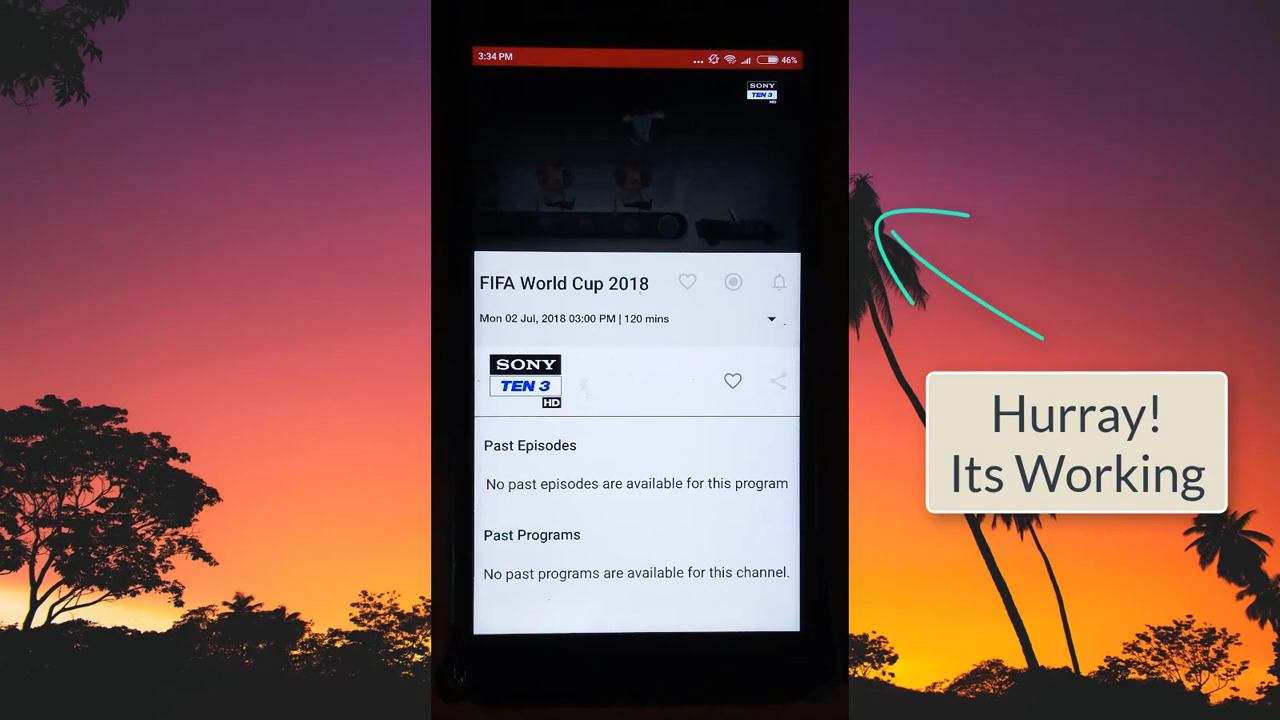 3:34 PM
46%
SONY
TEN 3
HD
FIFA World Cup 2018
Mon 02 Jul, 2018 03:00 PM | 120 mins
SONY
TEN 3
HD
Past Episodes
No past episodes are available for this program
Past Programs
No past programs are available for this channel.
Hurray!
Its Working